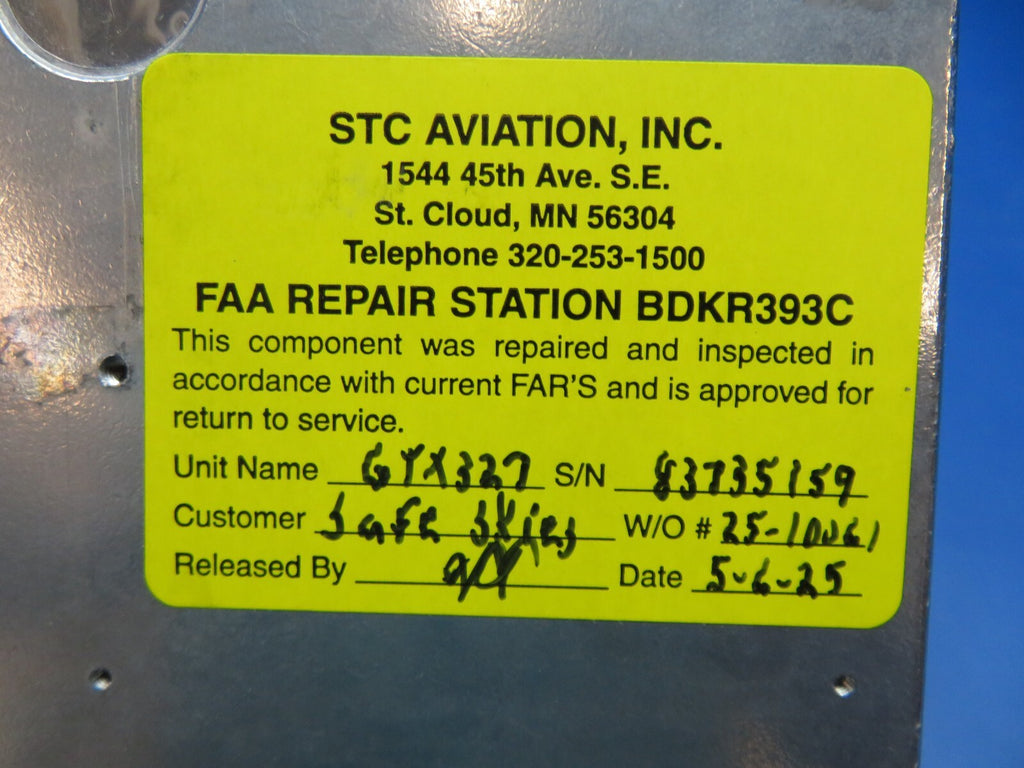 STC AVIATION, INC.
1544 45th Ave. S.E.
St. Cloud, MN 56304
Telephone 320-253-1500
FAA REPAIR STATION BDKR393C
This component was repaired and inspected in
accordance with current FAR'S and is approved for
return to service.
Unit Name GTX327 S/N 83735159
Customer Safe Skies W/O #
Released By Date 5-6-25